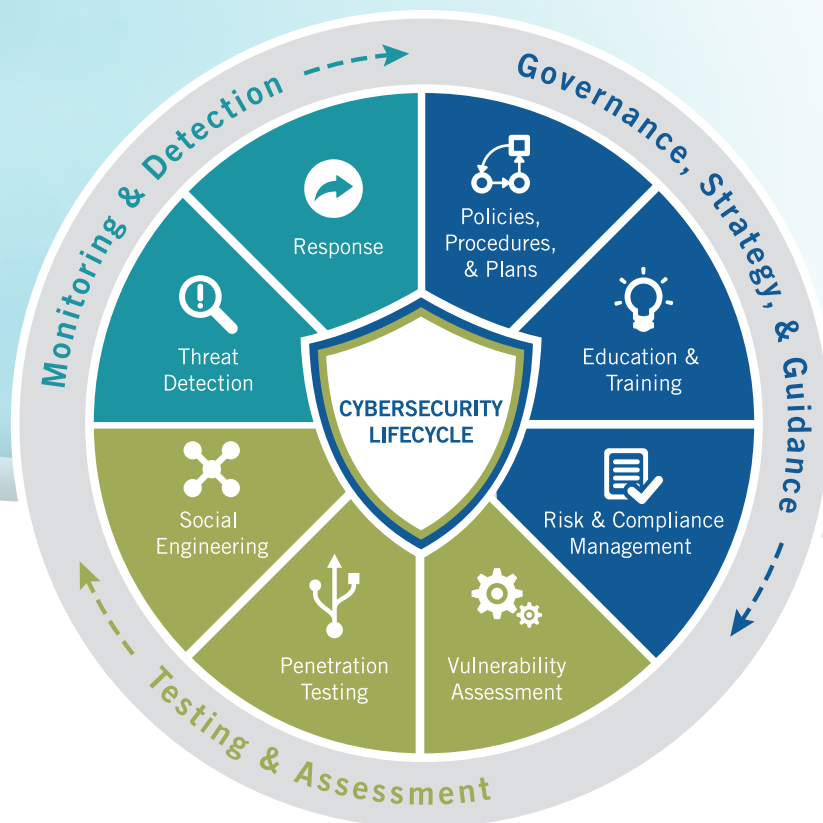 Monitoring & Detection
Governance, Strategy, & Guidance
Response
Policies,
Procedures,
& Plans
Threat
Detection
Education &
Training
CYBERSECURITY
LIFECYCLE
Social
Engineering
Risk & Compliance
Management
Penetration
Testing
Vulnerability
Assessment
Testing & Assessment